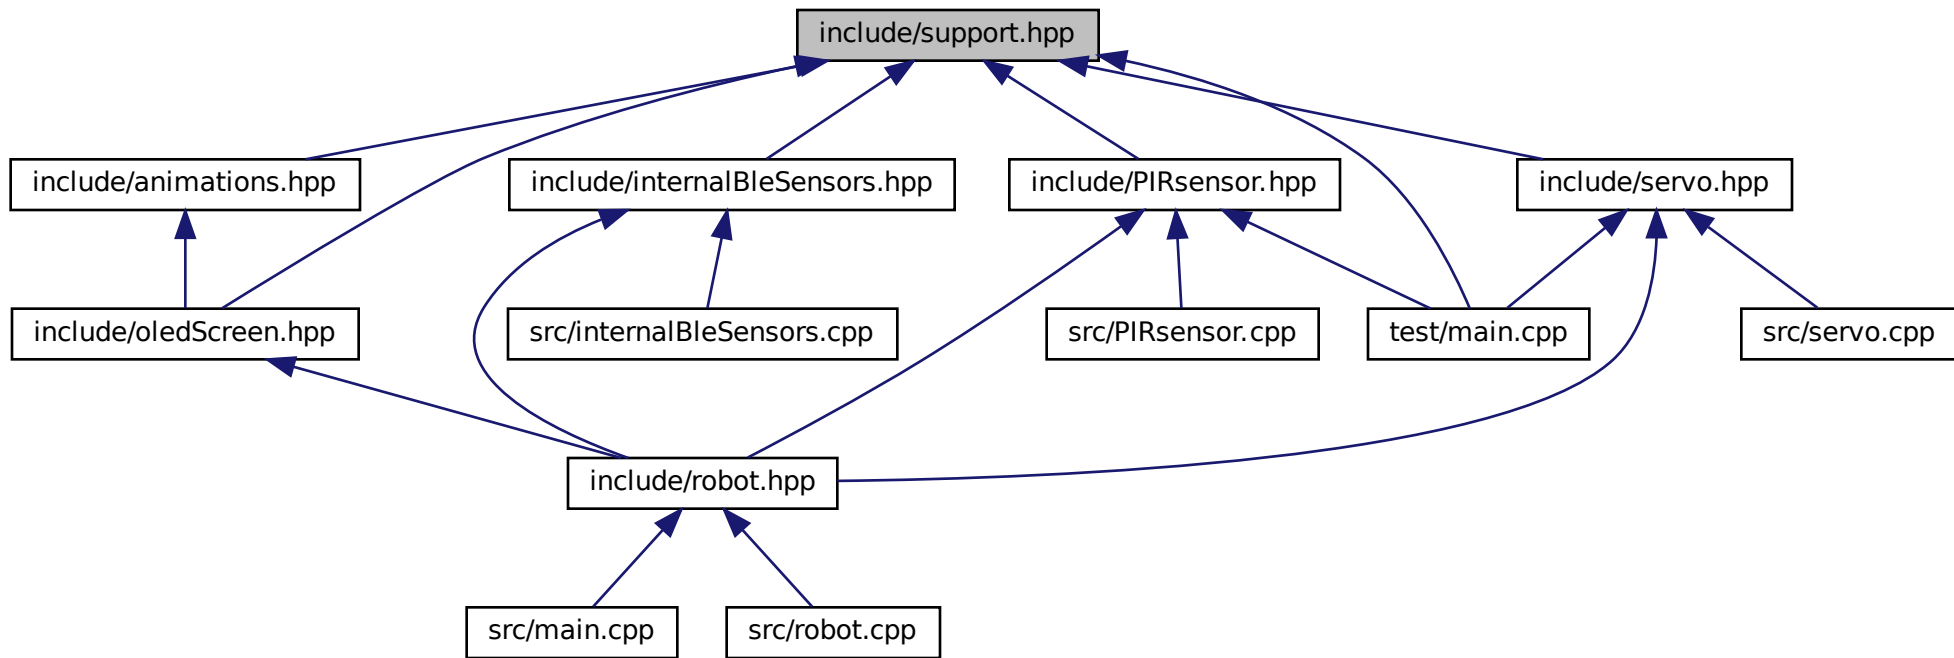 include/support.hpp
include/animations.hpp
include/internalBleSensors.hpp
include/PIRsensor.hpp
include/servo.hpp
include/oledScreen.hpp
src/internalBleSensors.cpp
src/PIRsensor.cpp
test/main.cpp
src/servo.cpp
include/robot.hpp
src/main.cpp
src/robot.cpp